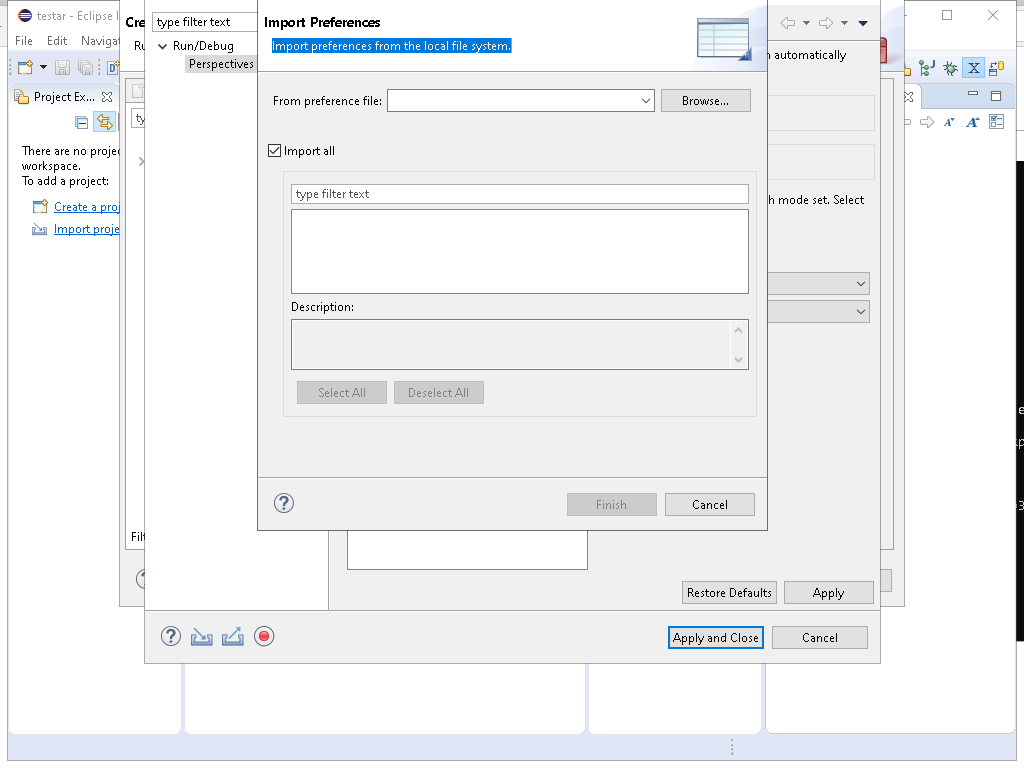 testar - Eclipse I
File Edit Naviga
Project Ex...
There are no proje
workspace.
To add a project:
Create a proj
Import proje
Cre
Ru
ty
Filt
type filter text
Run/Debug
Perspectives
Import Preferences
Import preferences from the local file system.
From preference file:
Browse...
Import all
type filter text
Description:
Select All
Deselect All
?
Finish
Cancel
n automatically
h mode set. Select
Restore Defaults
Apply
?
Apply and Close
Cancel